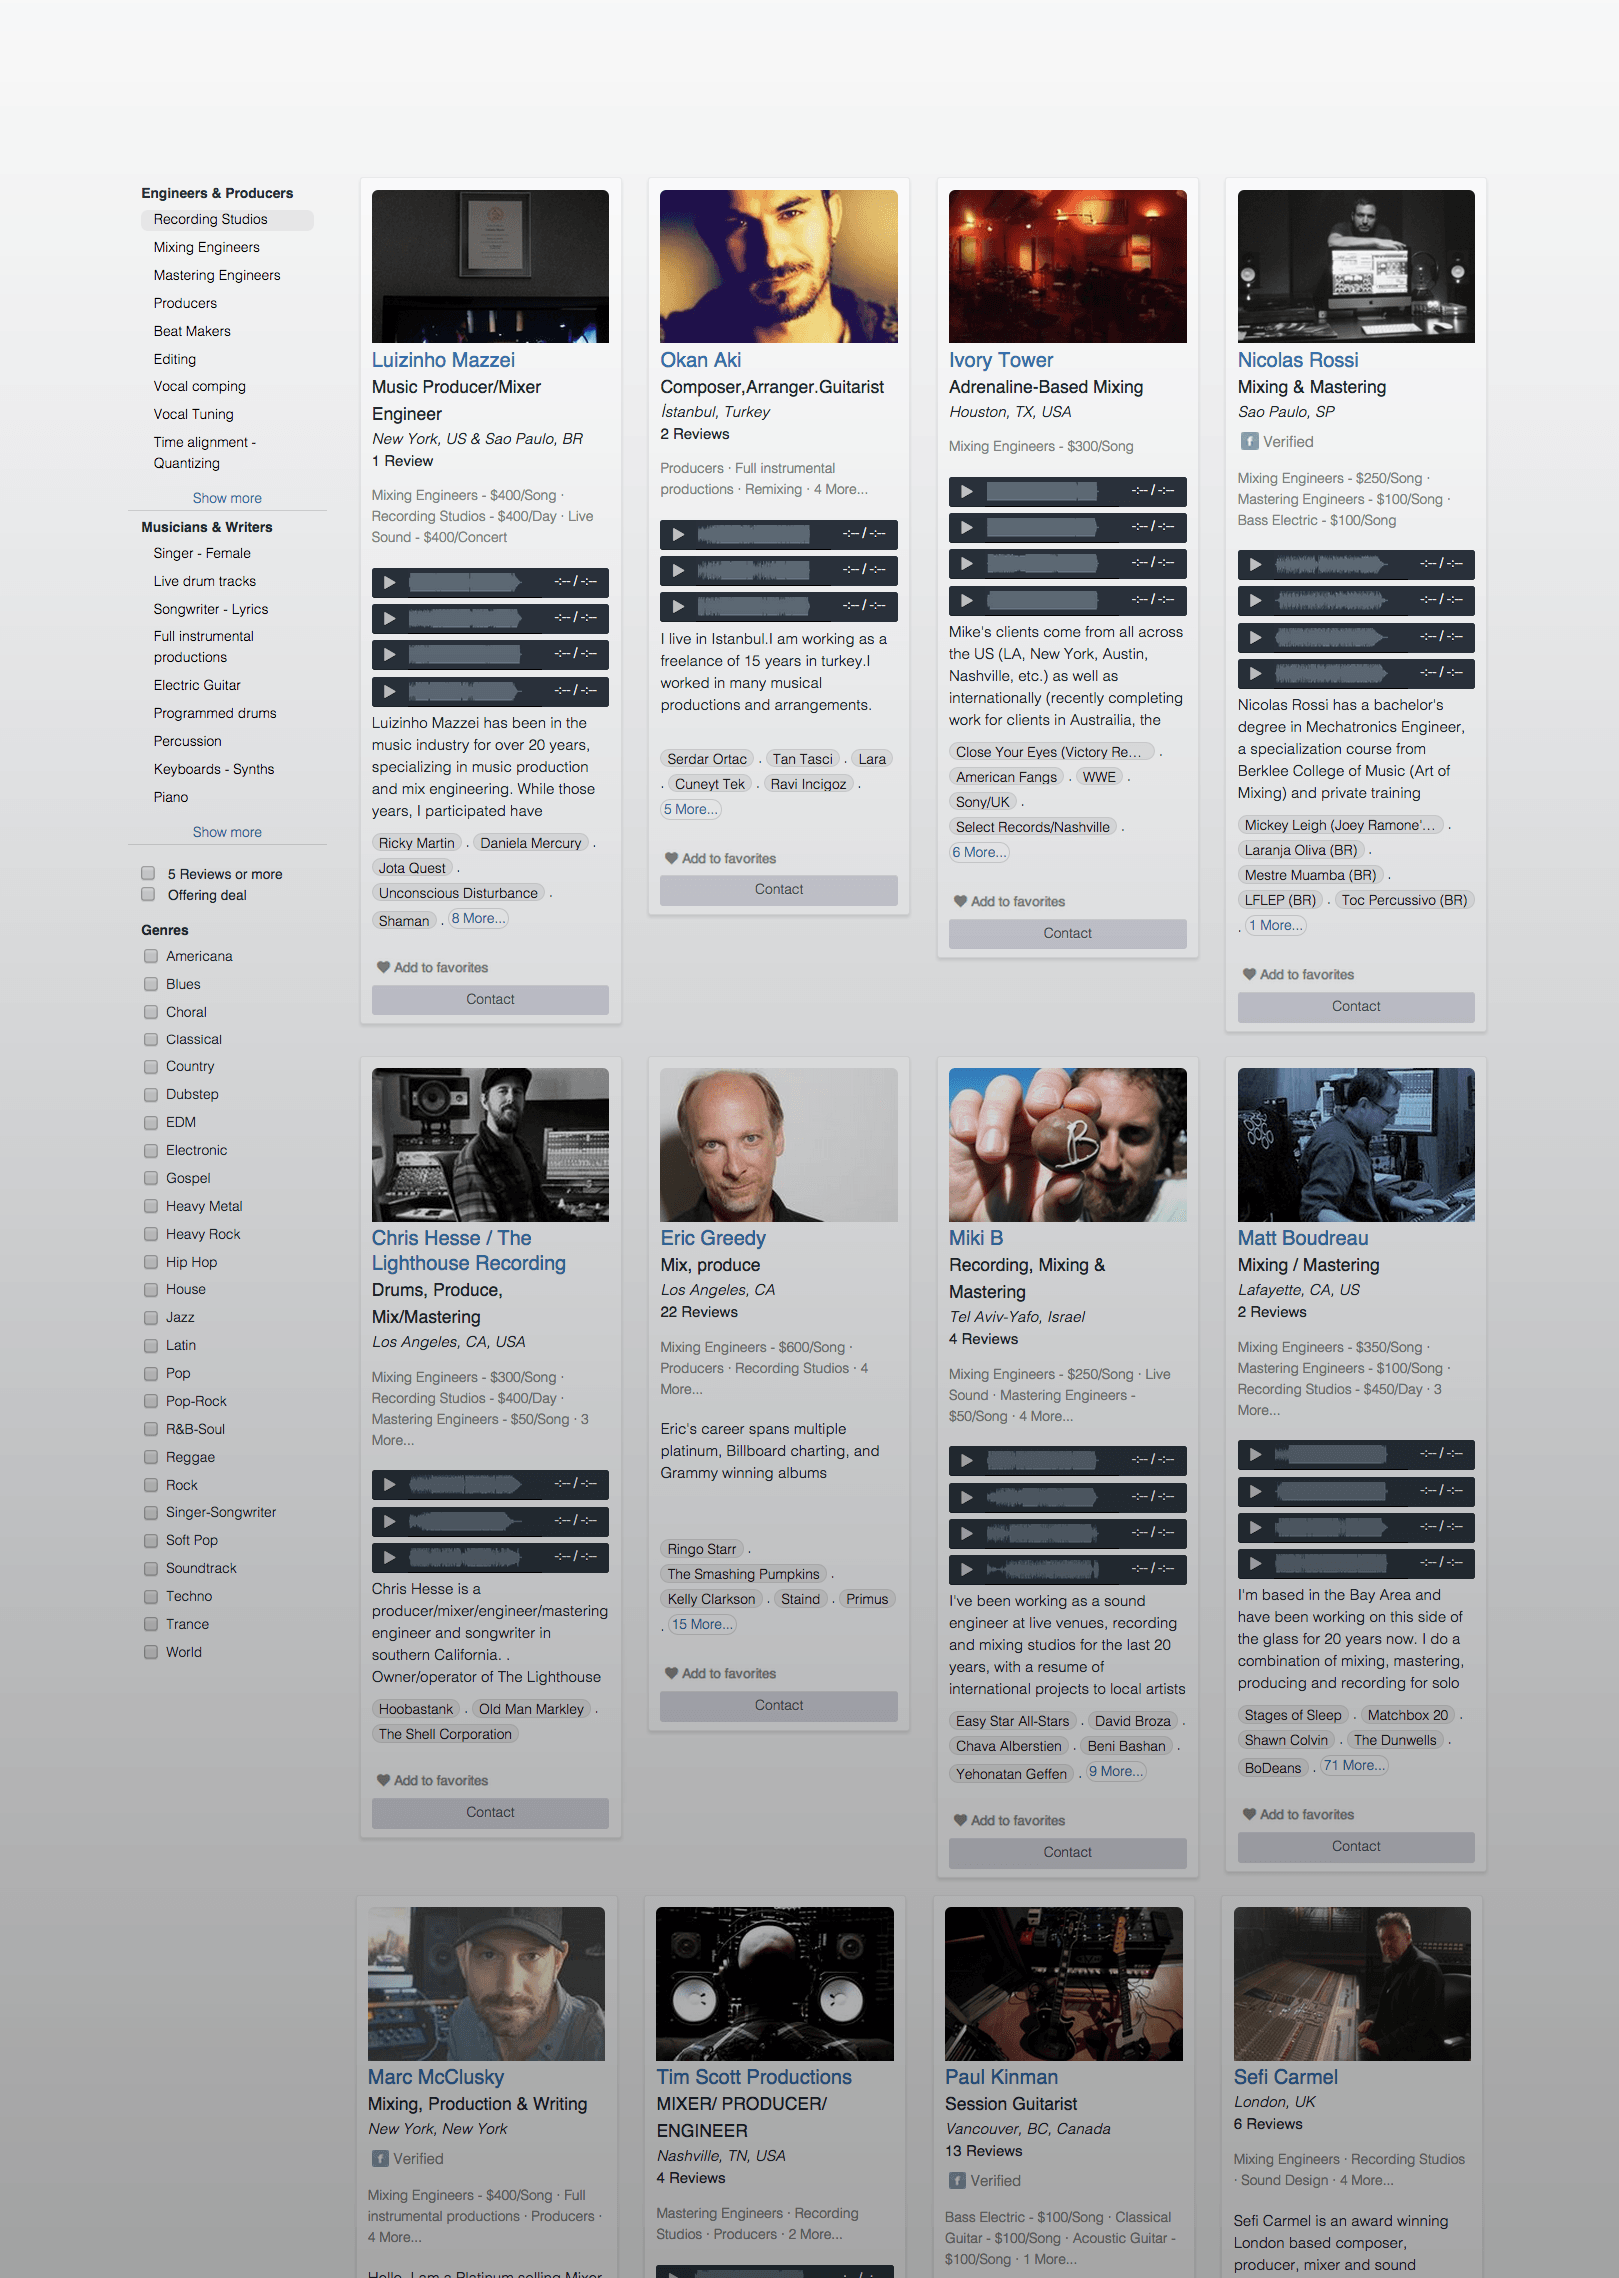 Engineers & Producers
Recording Studios
Mixing Engineers
Mastering Engineers
Producers
Beat Makers
Editing
Vocal comping
Vocal Tuning
Time alignment -
Quantizing
Show more
Musicians & Writers
Singer - Female
Live drum tracks
Songwriter - Lyrics
Full instrumental
productions
Electric Guitar
Programmed drums
Percussion
Keyboards - Synths
Piano
Show more
5 Reviews or more
Offering deal
Genres
Americana
Blues
Choral
Classical
Country
Dubstep
EDM
Electronic
Gospel
Heavy Metal
Heavy Rock
Hip Hop
House
Jazz
Latin
Pop
Pop-Rock
R&B-Soul
Reggae
Rock
Singer-Songwriter
Soft Pop
Soundtrack
Techno
Trance
World
Luizinho Mazzei
Music Producer/Mixer
Engineer
New York, US & Sao Paulo, BR
1 Review
Mixing Engineers - $400/Song ·
Recording Studios - $400/Day · Live
Sound - $400/Concert
-:-- / -:--
-:-- / -:--
-:-- / -:--
-:-- / -:--
Luizinho Mazzei has been in the
music industry for over 20 years,
specializing in music production
and mix engineering. While those
years, I participated have
Ricky Martin . Daniela Mercury .
Jota Quest .
Unconscious Disturbance .
Shaman . 8 More...
Add to favorites
Contact
Okan Aki
Composer,Arranger.Guitarist
İstanbul, Turkey
2 Reviews
Producers · Full instrumental
productions · Remixing · 4 More...
-:-- / -:--
-:-- / -:--
-:-- / -:--
I live in Istanbul.I am working as a
freelance of 15 years in turkey.I
worked in many musical
productions and arrangements.
Serdar Ortac . Tan Tasci . Lara
. Cuneyt Tek . Ravi Incigoz .
5 More...
Add to favorites
Contact
Ivory Tower
Adrenaline-Based Mixing
Houston, TX, USA
Mixing Engineers - $300/Song
-:-- / -:--
-:-- / -:--
-:-- / -:--
-:-- / -:--
Mike's clients come from all across
the US (LA, New York, Austin,
Nashville, etc.) as well as
internationally (recently completing
work for clients in Austrailia, the
Close Your Eyes (Victory Re... .
American Fangs . WWE .
Sony/UK .
Select Records/Nashville .
6 More...
Add to favorites
Contact
Nicolas Rossi
Mixing & Mastering
Sao Paulo, SP
f Verified
Mixing Engineers - $250/Song ·
Mastering Engineers - $100/Song ·
Bass Electric - $100/Song
-:-- / -:--
-:-- / -:--
-:-- / -:--
-:-- / -:--
Nicolas Rossi has a bachelor's
degree in Mechatronics Engineer,
a specialization course from
Berklee College of Music (Art of
Mixing) and private training
Mickey Leigh (Joey Ramone'... .
Laranja Oliva (BR) .
Mestre Muamba (BR) .
LFLEP (BR) . Toc Percussivo (BR)
. 1 More...
Add to favorites
Contact
Chris Hesse / The
Lighthouse Recording
Drums, Produce,
Mix/Mastering
Los Angeles, CA, USA
Mixing Engineers - $300/Song ·
Recording Studios - $400/Day ·
Mastering Engineers - $50/Song · 3
More...
-:-- / -:--
-:-- / -:--
-:-- / -:--
Chris Hesse is a
producer/mixer/engineer/mastering
engineer and songwriter in
southern California. .
Owner/operator of The Lighthouse
Hoobastank . Old Man Markley .
The Shell Corporation
Add to favorites
Contact
Eric Greedy
Mix, produce
Los Angeles, CA
22 Reviews
Mixing Engineers - $600/Song ·
Producers · Recording Studios · 4
More...
Eric's career spans multiple
platinum, Billboard charting, and
Grammy winning albums
Ringo Starr .
The Smashing Pumpkins .
Kelly Clarkson . Staind . Primus
. 15 More...
Add to favorites
Contact
B
Miki B
Recording, Mixing &
Mastering
Tel Aviv-Yafo, Israel
4 Reviews
Mixing Engineers - $250/Song · Live
Sound · Mastering Engineers -
$50/Song · 4 More...
-:-- / -:--
-:-- / -:--
-:-- / -:--
-:-- / -:--
I've been working as a sound
engineer at live venues, recording
and mixing studios for the last 20
years, with a resume of
international projects to local artists
Easy Star All-Stars . David Broza .
Chava Alberstien . Beni Bashan .
Yehonatan Geffen . 9 More...
Add to favorites
Contact
Matt Boudreau
Mixing / Mastering
Lafayette, CA, US
2 Reviews
Mixing Engineers - $350/Song ·
Mastering Engineers - $100/Song ·
Recording Studios - $450/Day · 3
More...
-:-- / -:--
-:-- / -:--
-:-- / -:--
-:-- / -:--
I'm based in the Bay Area and
have been working on this side of
the glass for 20 years now. I do a
combination of mixing, mastering,
producing and recording for solo
Stages of Sleep . Matchbox 20 .
Shawn Colvin . The Dunwells .
BoDeans . 71 More...
Add to favorites
Contact
Marc McClusky
Mixing, Production & Writing
New York, New York
f Verified
Mixing Engineers - $400/Song · Full
instrumental productions · Producers ·
4 More...
Hello, I am a Platinum selling Mixer
Tim Scott Productions
MIXER/ PRODUCER/
ENGINEER
Nashville, TN, USA
4 Reviews
Mastering Engineers · Recording
Studios · Producers · 2 More...
-:-- / -:--
Paul Kinman
Session Guitarist
Vancouver, BC, Canada
13 Reviews
f Verified
Bass Electric - $100/Song · Classical
Guitar - $100/Song · Acoustic Guitar -
$100/Song · 1 More...
Sefi Carmel
London, UK
6 Reviews
Mixing Engineers · Recording Studios
· Sound Design · 4 More...
Sefi Carmel is an award winning
London based composer,
producer, mixer and sound